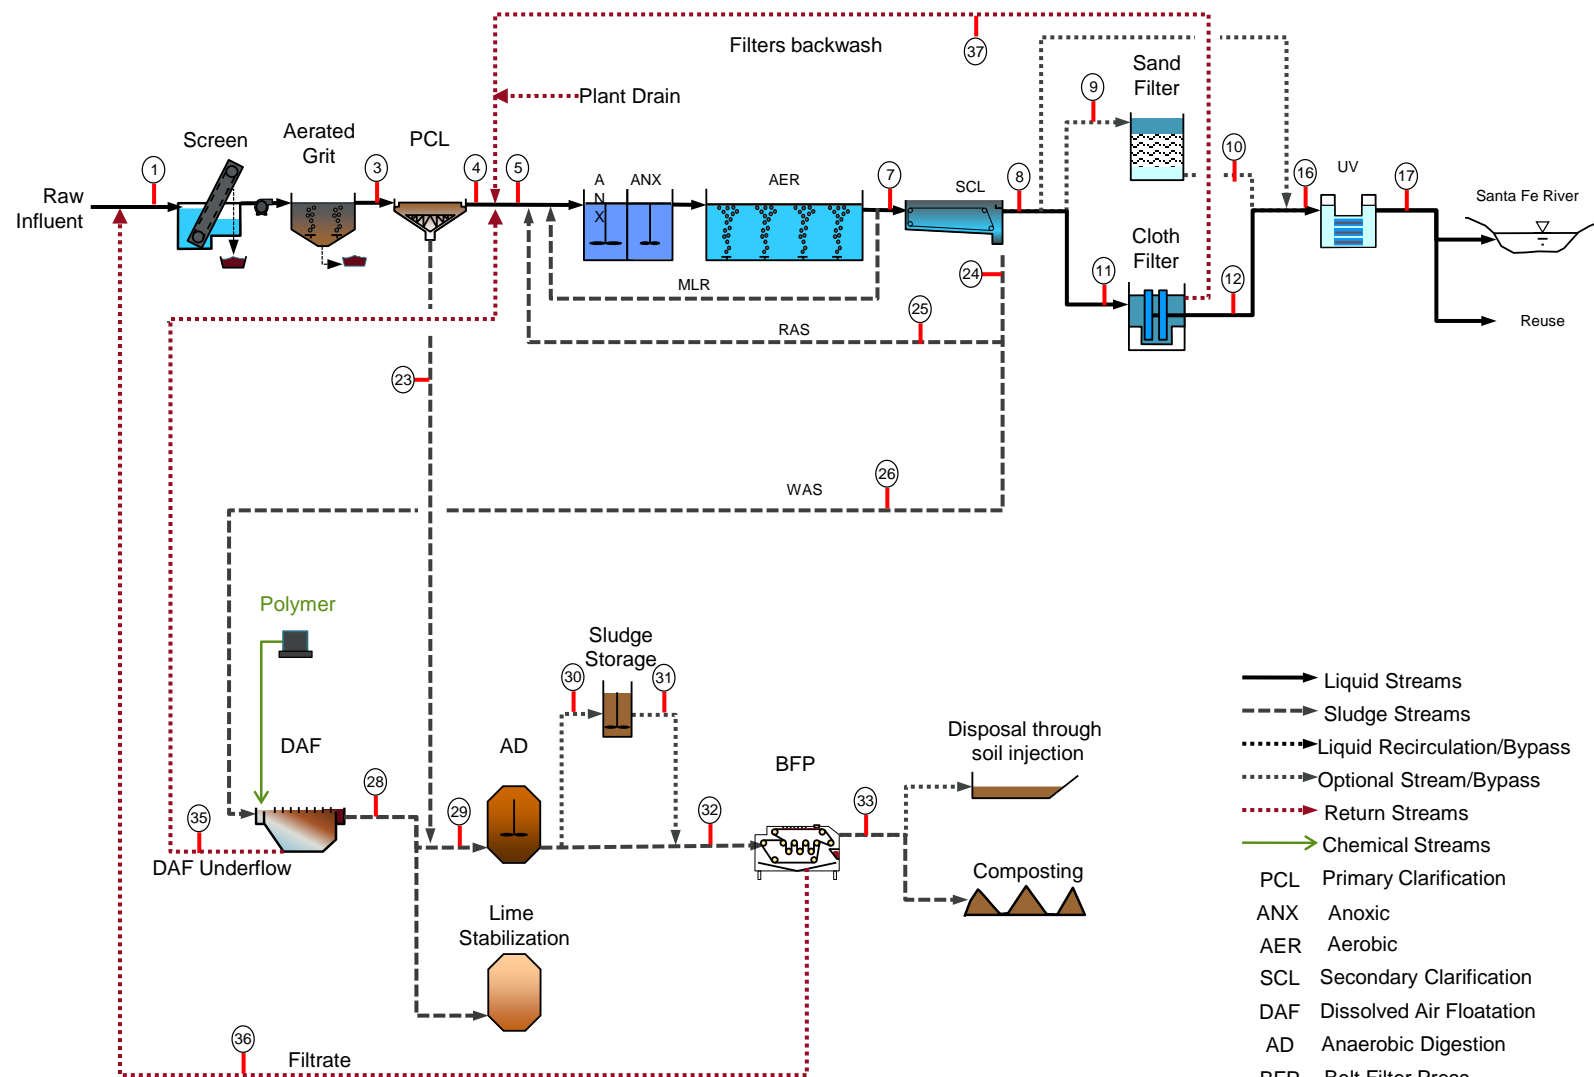 37
Filters backwash
Sand
Filter
9
Plant Drain
Screen
Aerated
Grit
PCL
1
3
4
5
A
N
X
ANX
AER
7
SCL
8
10
16
UV
17
Raw
Influent
Santa Fe River
Cloth
Filter
24
11
12
MLR
25
RAS
Reuse
23
26
WAS
Polymer
Sludge
Storage
30
31
Liquid Streams
Sludge Streams
Liquid Recirculation/Bypass
Optional Stream/Bypass
Return Streams
Chemical Streams
PCL Primary Clarification
ANX Anoxic
AER Aerobic
SCL Secondary Clarification
DAF Dissolved Air Floatation
AD Anaerobic Digestion
BFP Belt Filter Press
DAF
AD
BFP
Disposal through
soil injection
28
29
32
33
35
DAF Underflow
Composting
Lime
Stabilization
36
Filtrate